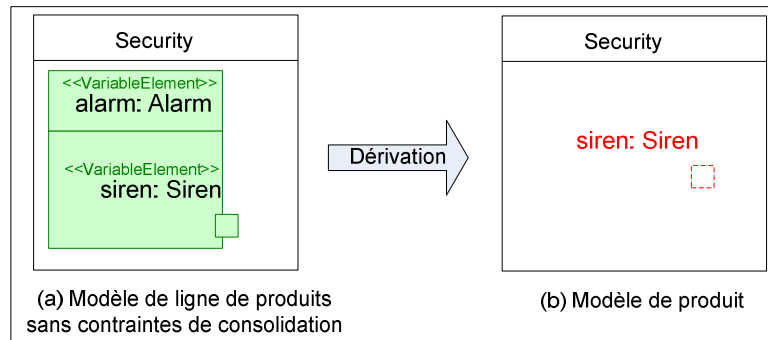 Security
<<VariableElement>>
alarm: Alarm
<<VariableElement>>
siren: Siren
Dérivation
Security
siren: Siren
(a) Modèle de ligne de produits
sans contraintes de consolidation
(b) Modèle de produit